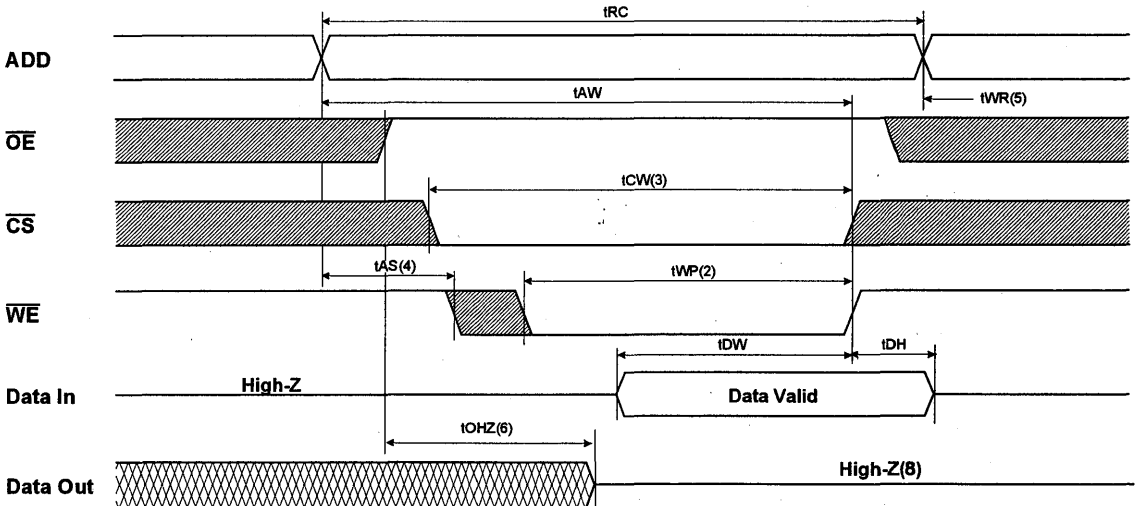 tRC
ADD
tAW
tWR(5)
OE
tCW(3)
CS
tAS(4)
tWP(2)
WE
tDW
tDH
High-Z
Data In
Data Valid
tOHZ(6)
High-Z(8)
Data Out